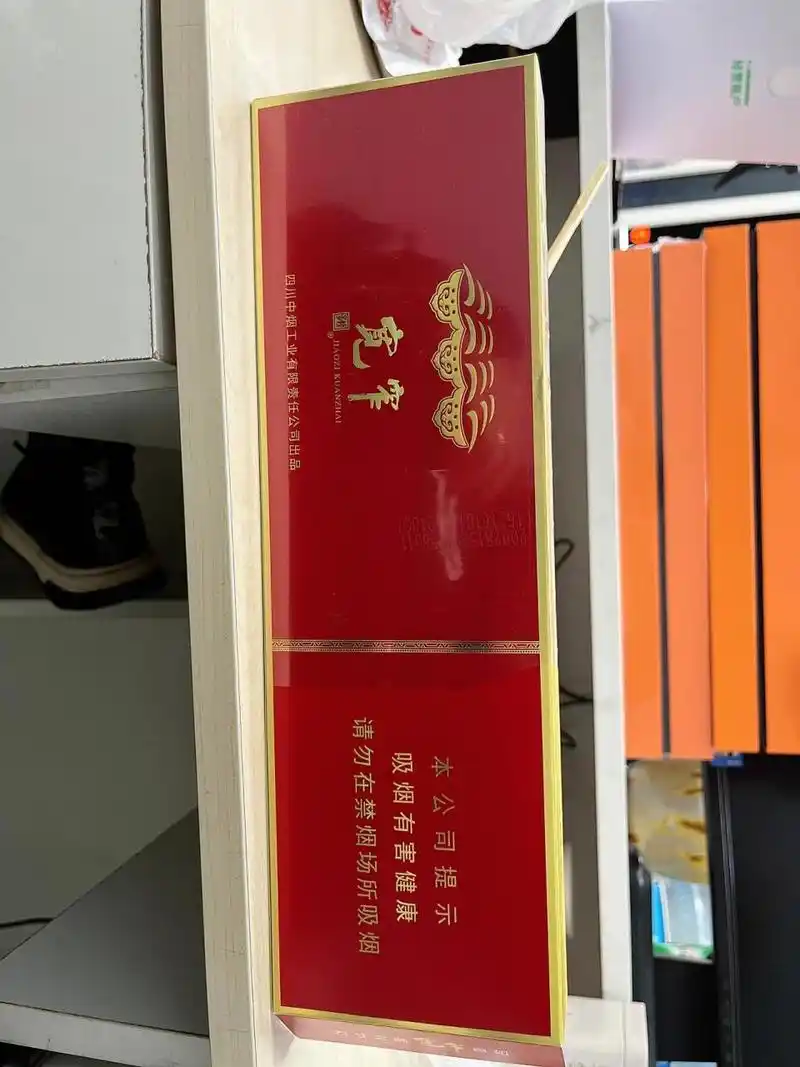 宽窄
JIAOZI KUANZHAI
四川中烟工业有限责任公司出品
本公司提示
吸烟有害健康
请勿在禁烟场所吸烟